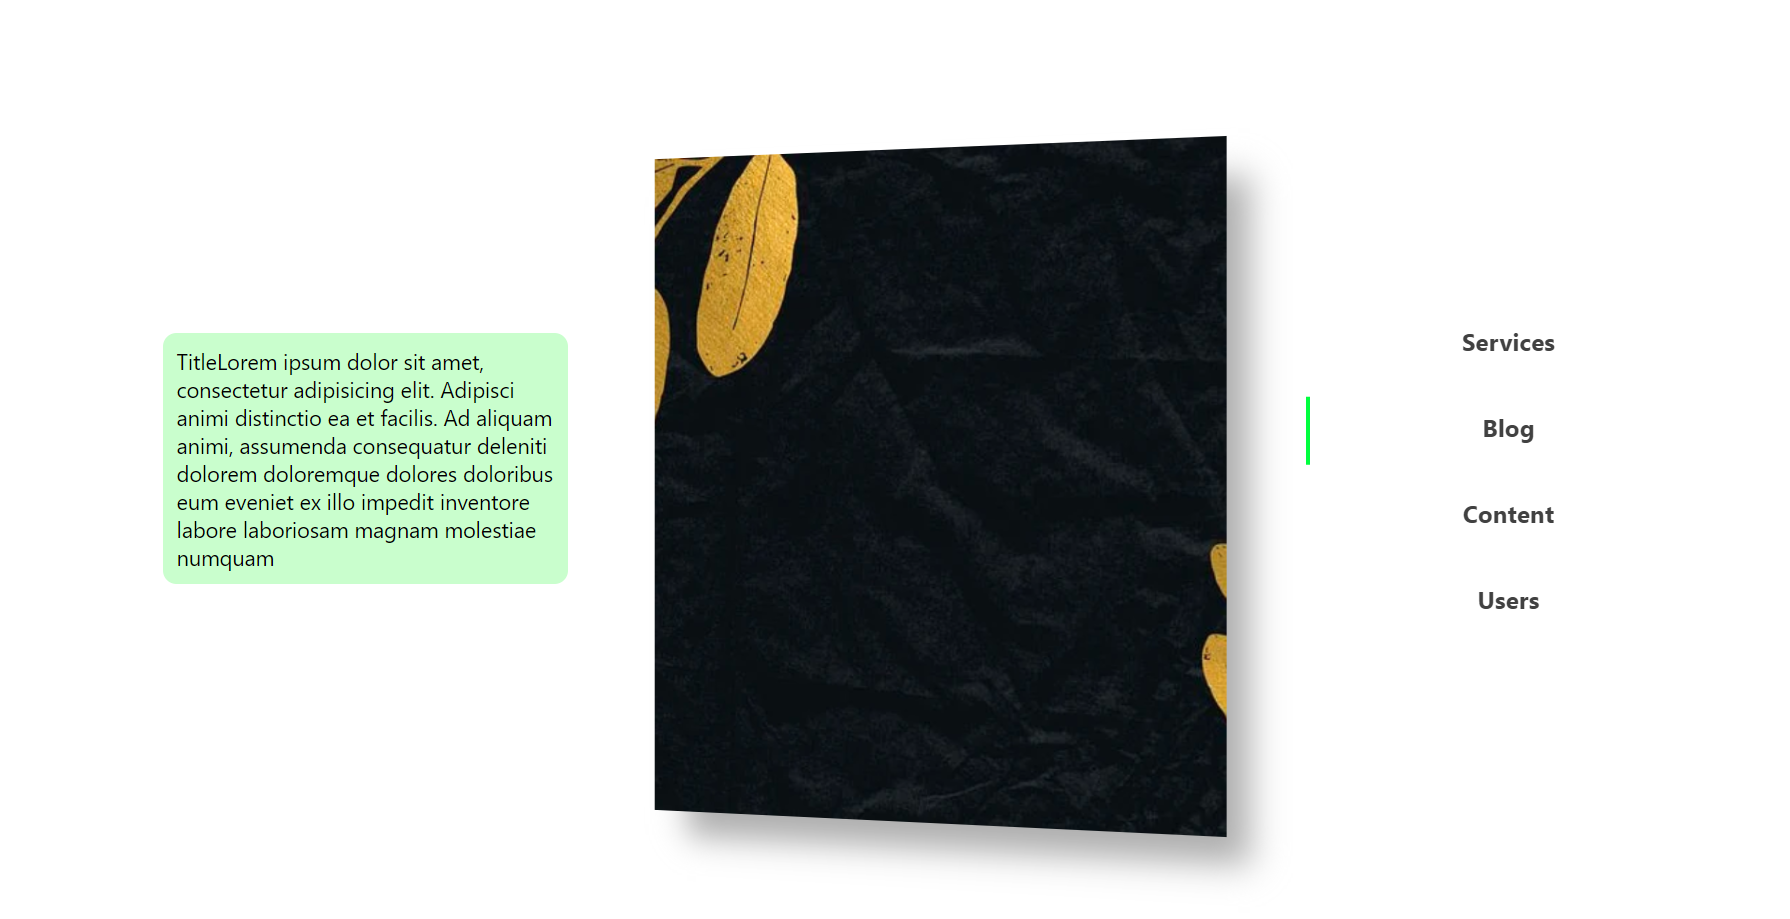 TitleLorem ipsum dolor sit amet,
consectetur adipisicing elit. Adipisci
animi distinctio ea et facilis. Ad aliquam
animi, assumenda consequatur deleniti
dolorem doloremque dolores doloribus
eum eveniet ex illo impedit inventore
labore laboriosam magnam molestiae
numquam
Services
Blog
Content
Users